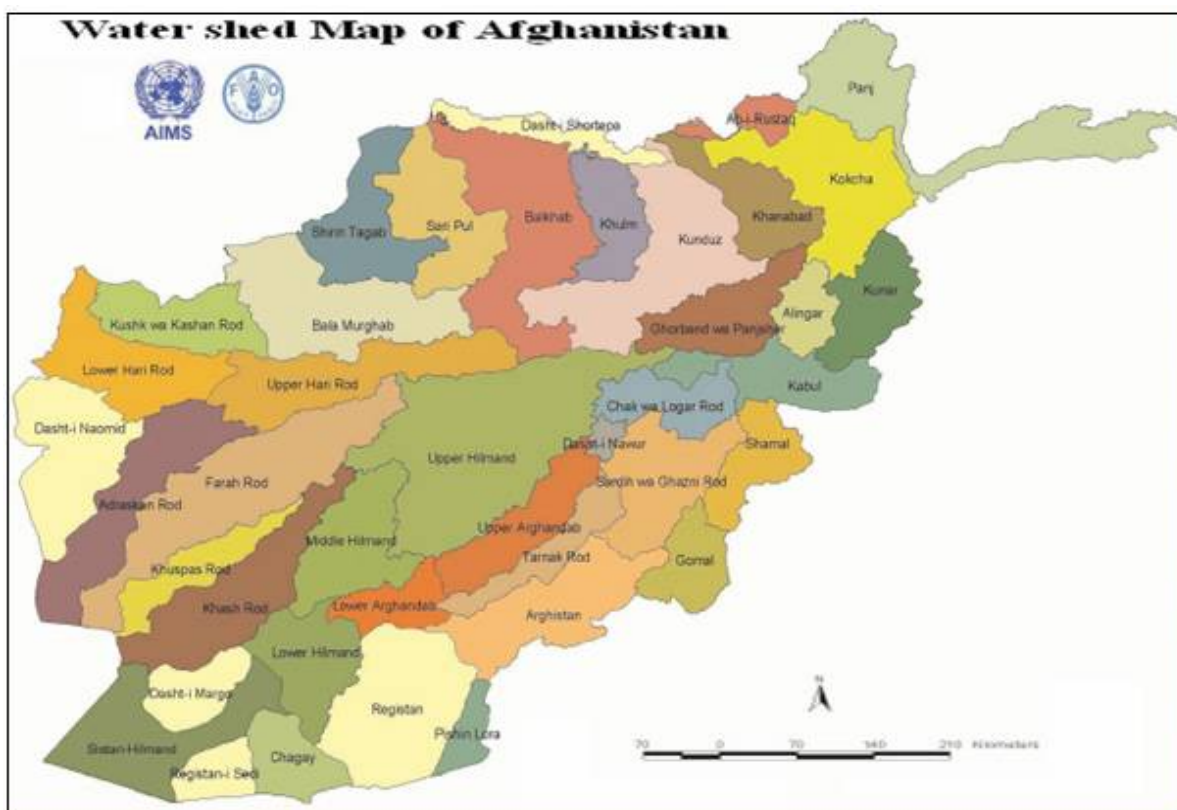 Water shed Map of Afghanistan
AIMS
FAO
Panj
Dasht-i Shortepa
Ab-i-Rustaq
Kokcha
Khanabad
Balkhab
Khulm
Sari Pul
Shirin Tagab
Kunduz
Kunar
Alingar
Kushk wa Kashan Rod
Bala Murghab
Ghorband wa Panjsher
Lower Hari Rod
Upper Hari Rod
Kabul
Chak wa Logar Rod
Dasht-i Naomid
Dasht-i Nawur
Shamal
Upper Hilmand
Farah Rod
Sardih wa Ghazni Rod
Adraskan Rod
Upper Arghandab
Middle Hilmand
Tarnak Rod
Gomal
Khuspas Rod
Khash Rod
Lower Arghandab
Arghistan
Lower Hilmand
Dasht-i Margo
Registan
Pishin Lora
Sistan-Hilmand
Chagay
Registan-i Sedi
N
70 0 70 140 210 Kilometers